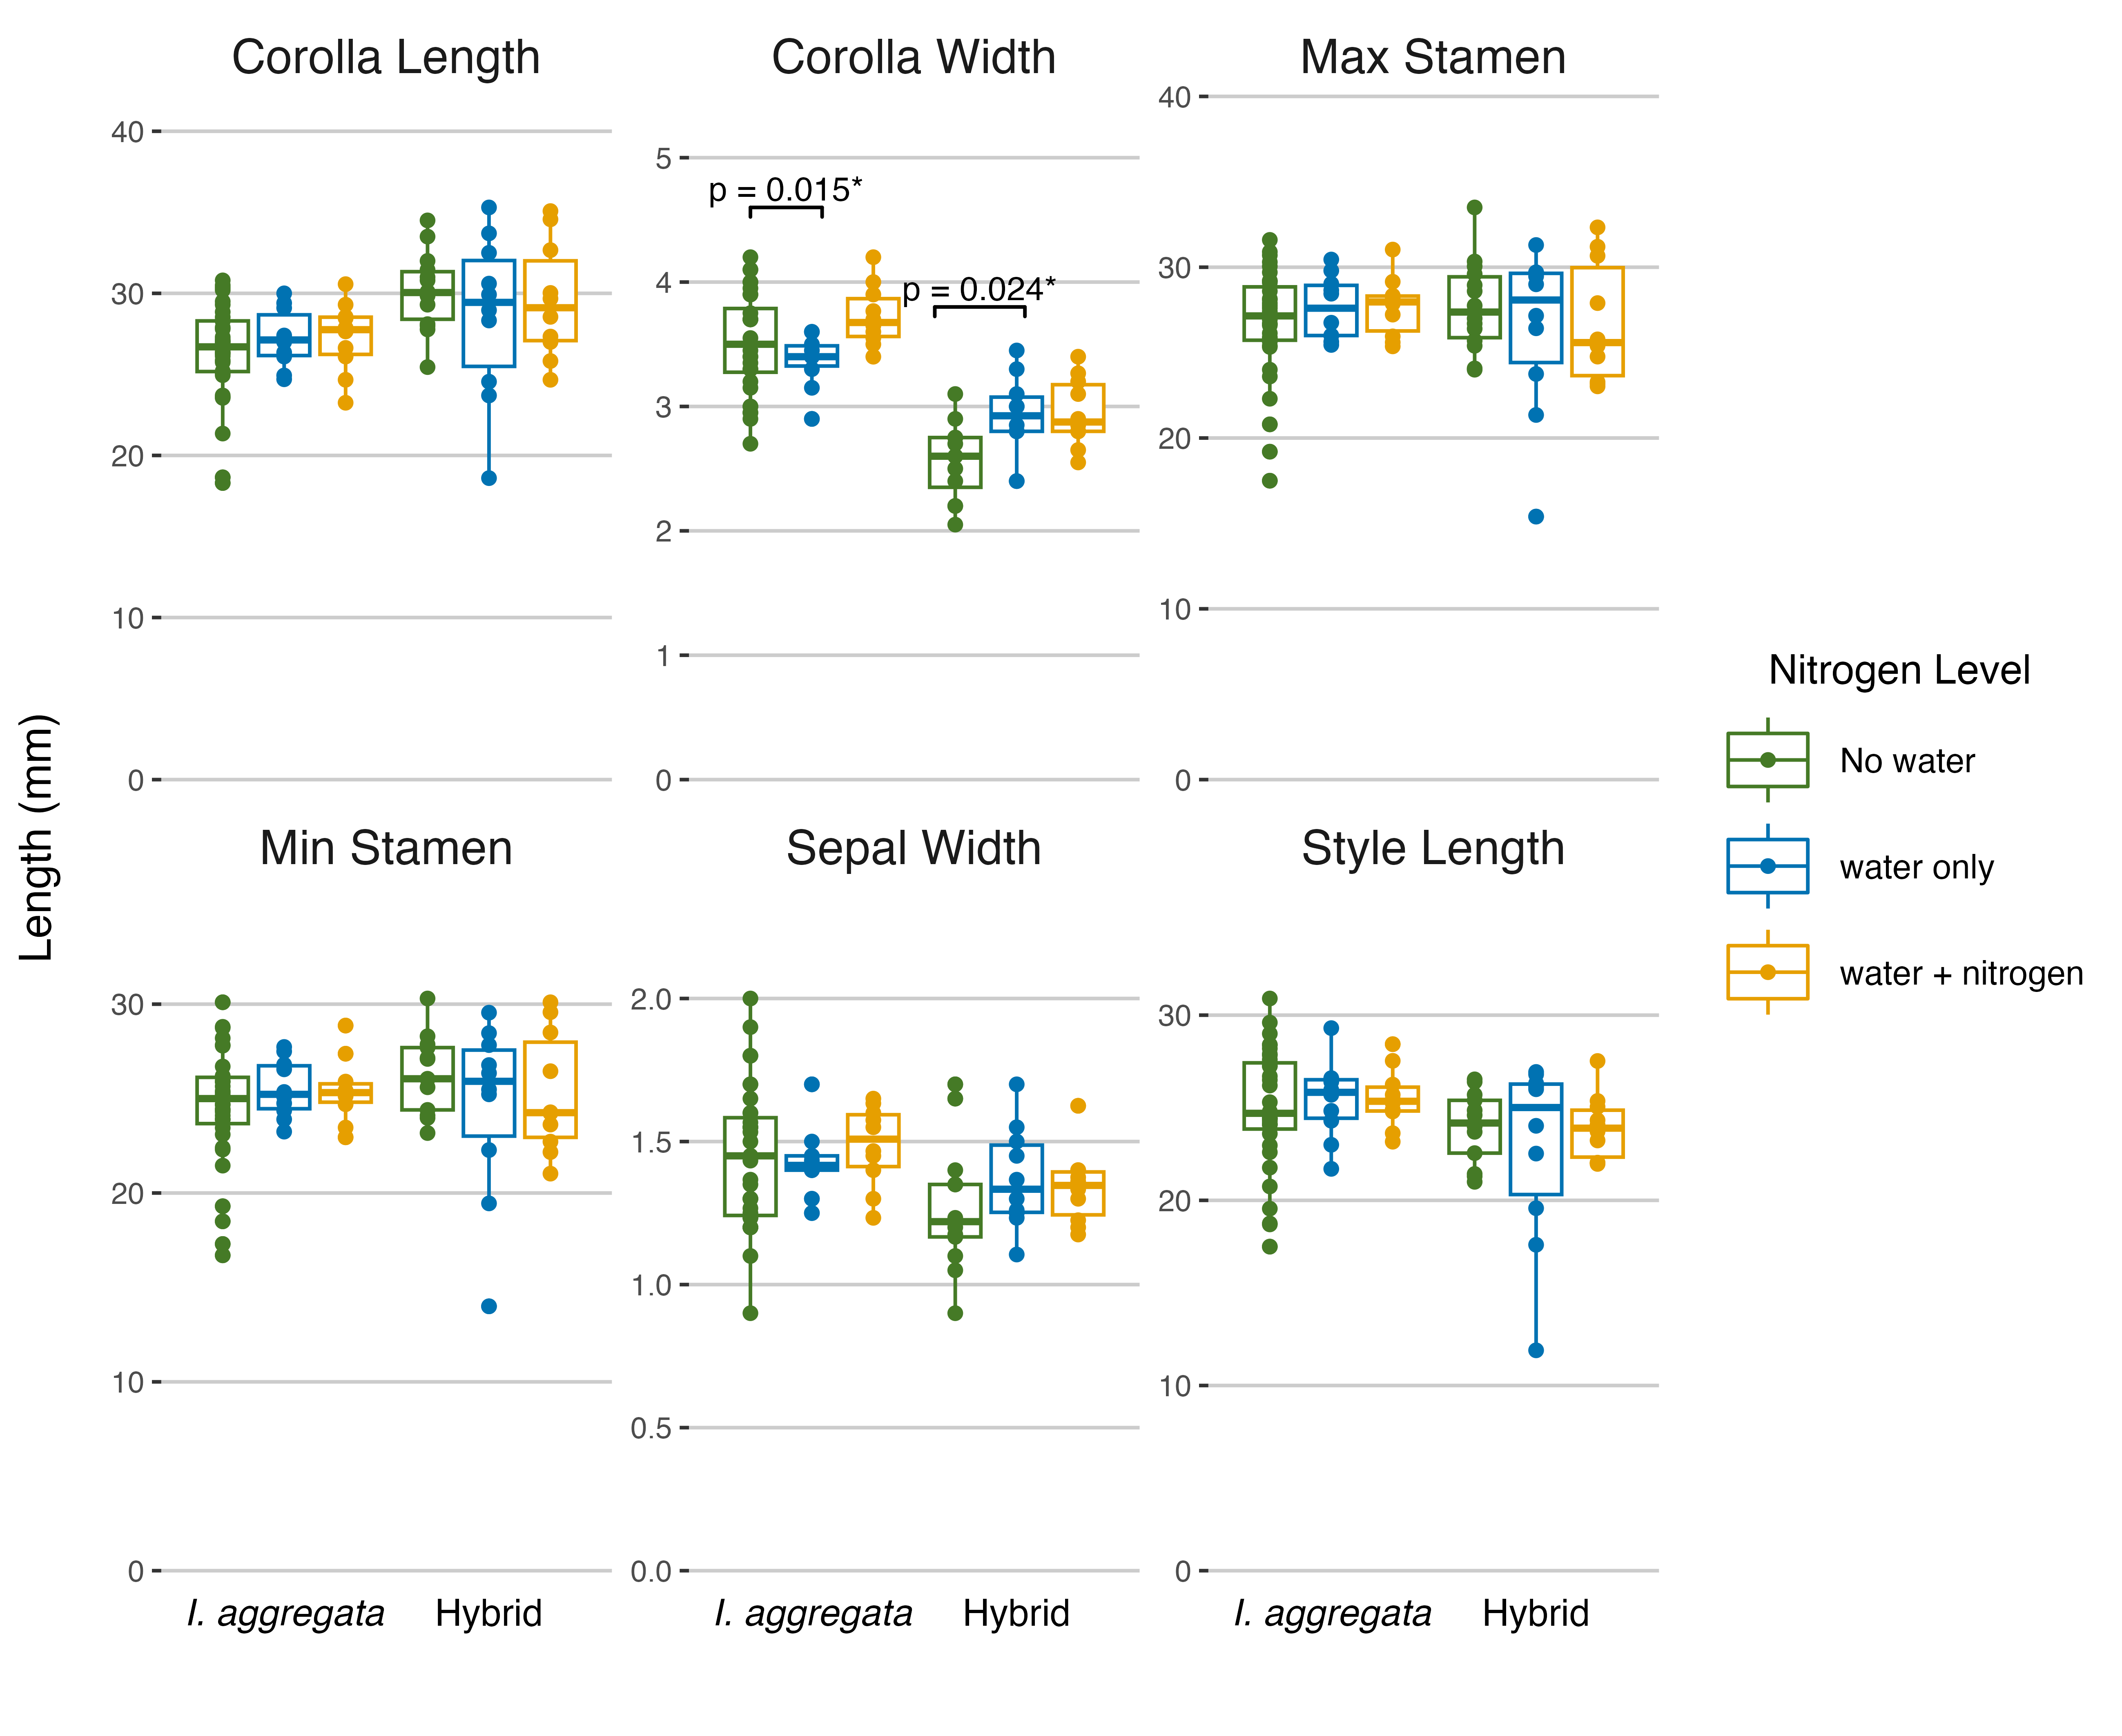 Corolla Length
Corolla Width
Max Stamen
40
30
20
10
0
5
4
3
2
1
0
p = 0.015*
p = 0.024*
40
30
20
10
0
Length (mm)
Min Stamen
Sepal Width
Style Length
30
20
10
0
2.0
1.5
1.0
0.5
0.0
30
20
10
0
I. aggregata Hybrid
I. aggregata Hybrid
I. aggregata Hybrid
Nitrogen Level
No water
water only
water + nitrogen